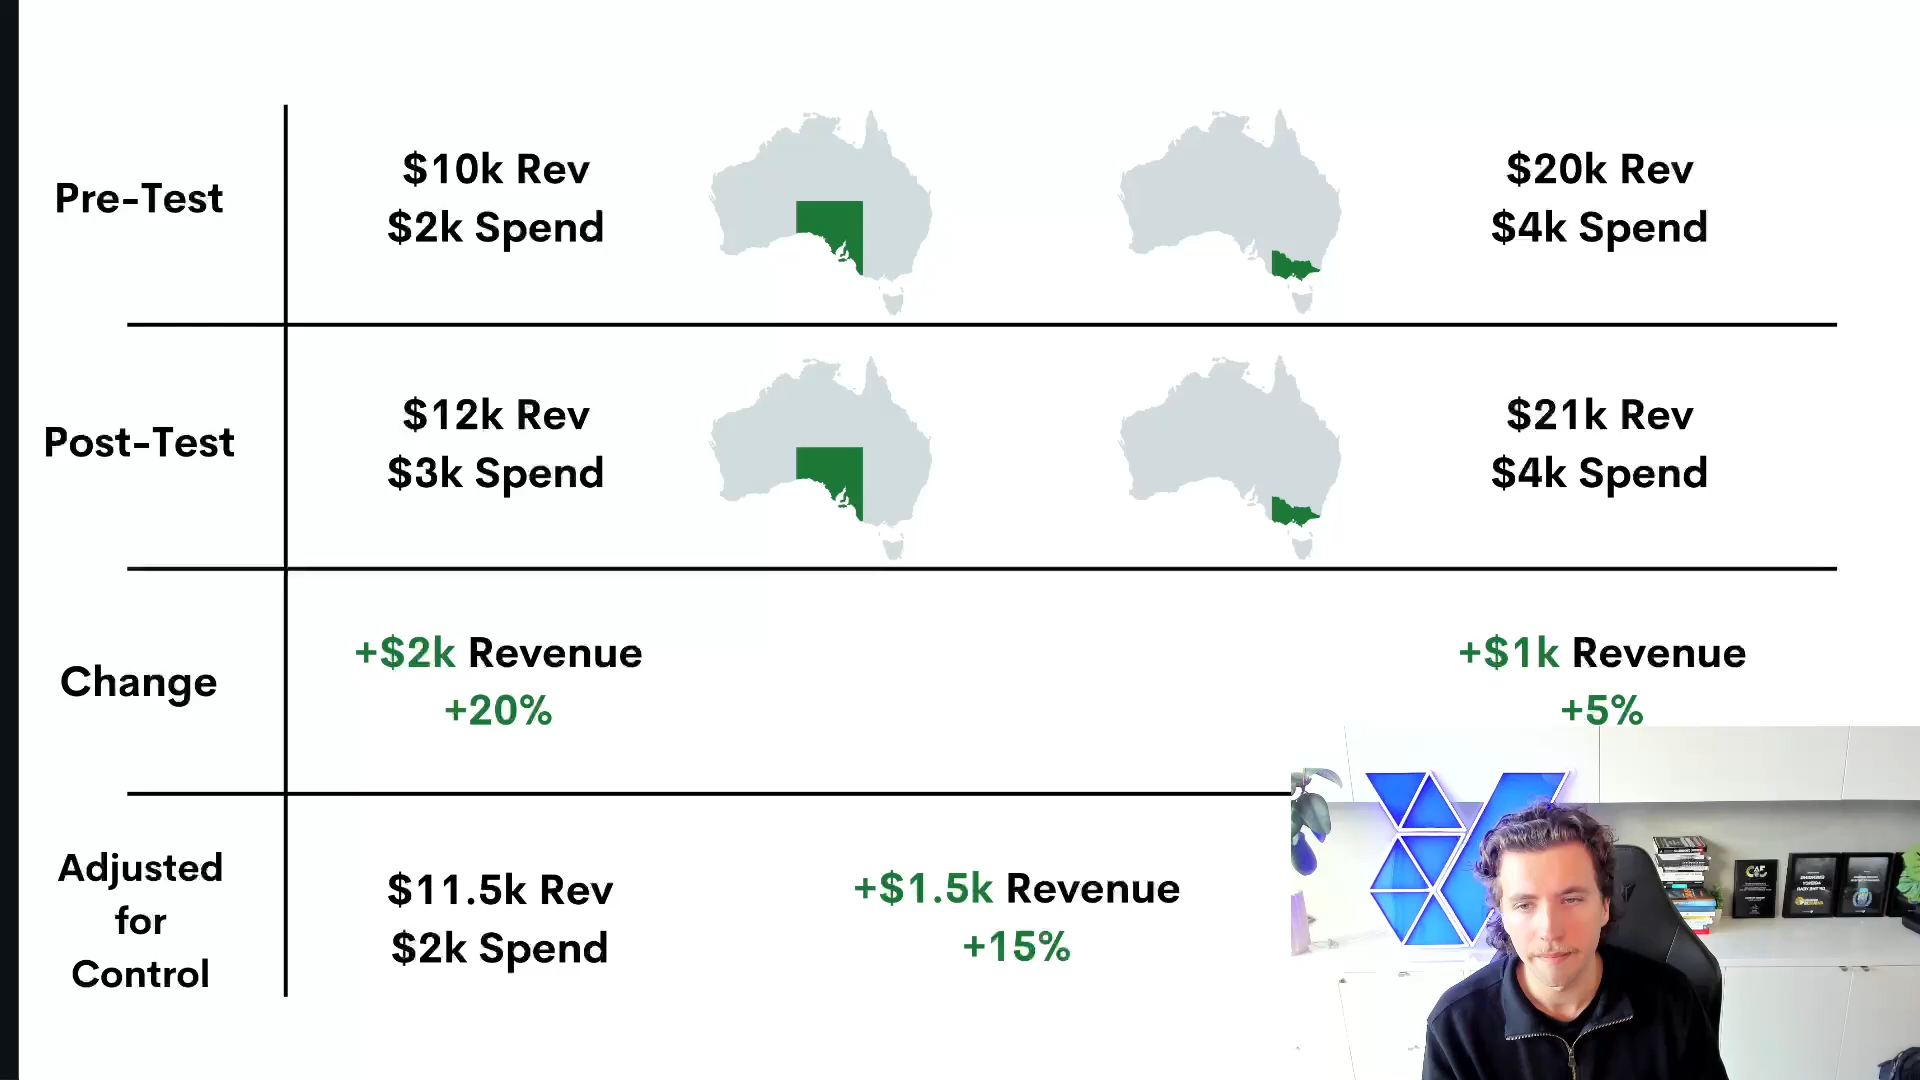 Pre-Test
$10k Rev
$2k Spend
$20k Rev
$4k Spend
Post-Test
$12k Rev
$3k Spend
$21k Rev
$4k Spend
Change
+$2k Revenue
+20%
+$1k Revenue
+5%
Adjusted
for
Control
$11.5k Rev
$2k Spend
+$1.5k Revenue
+15%